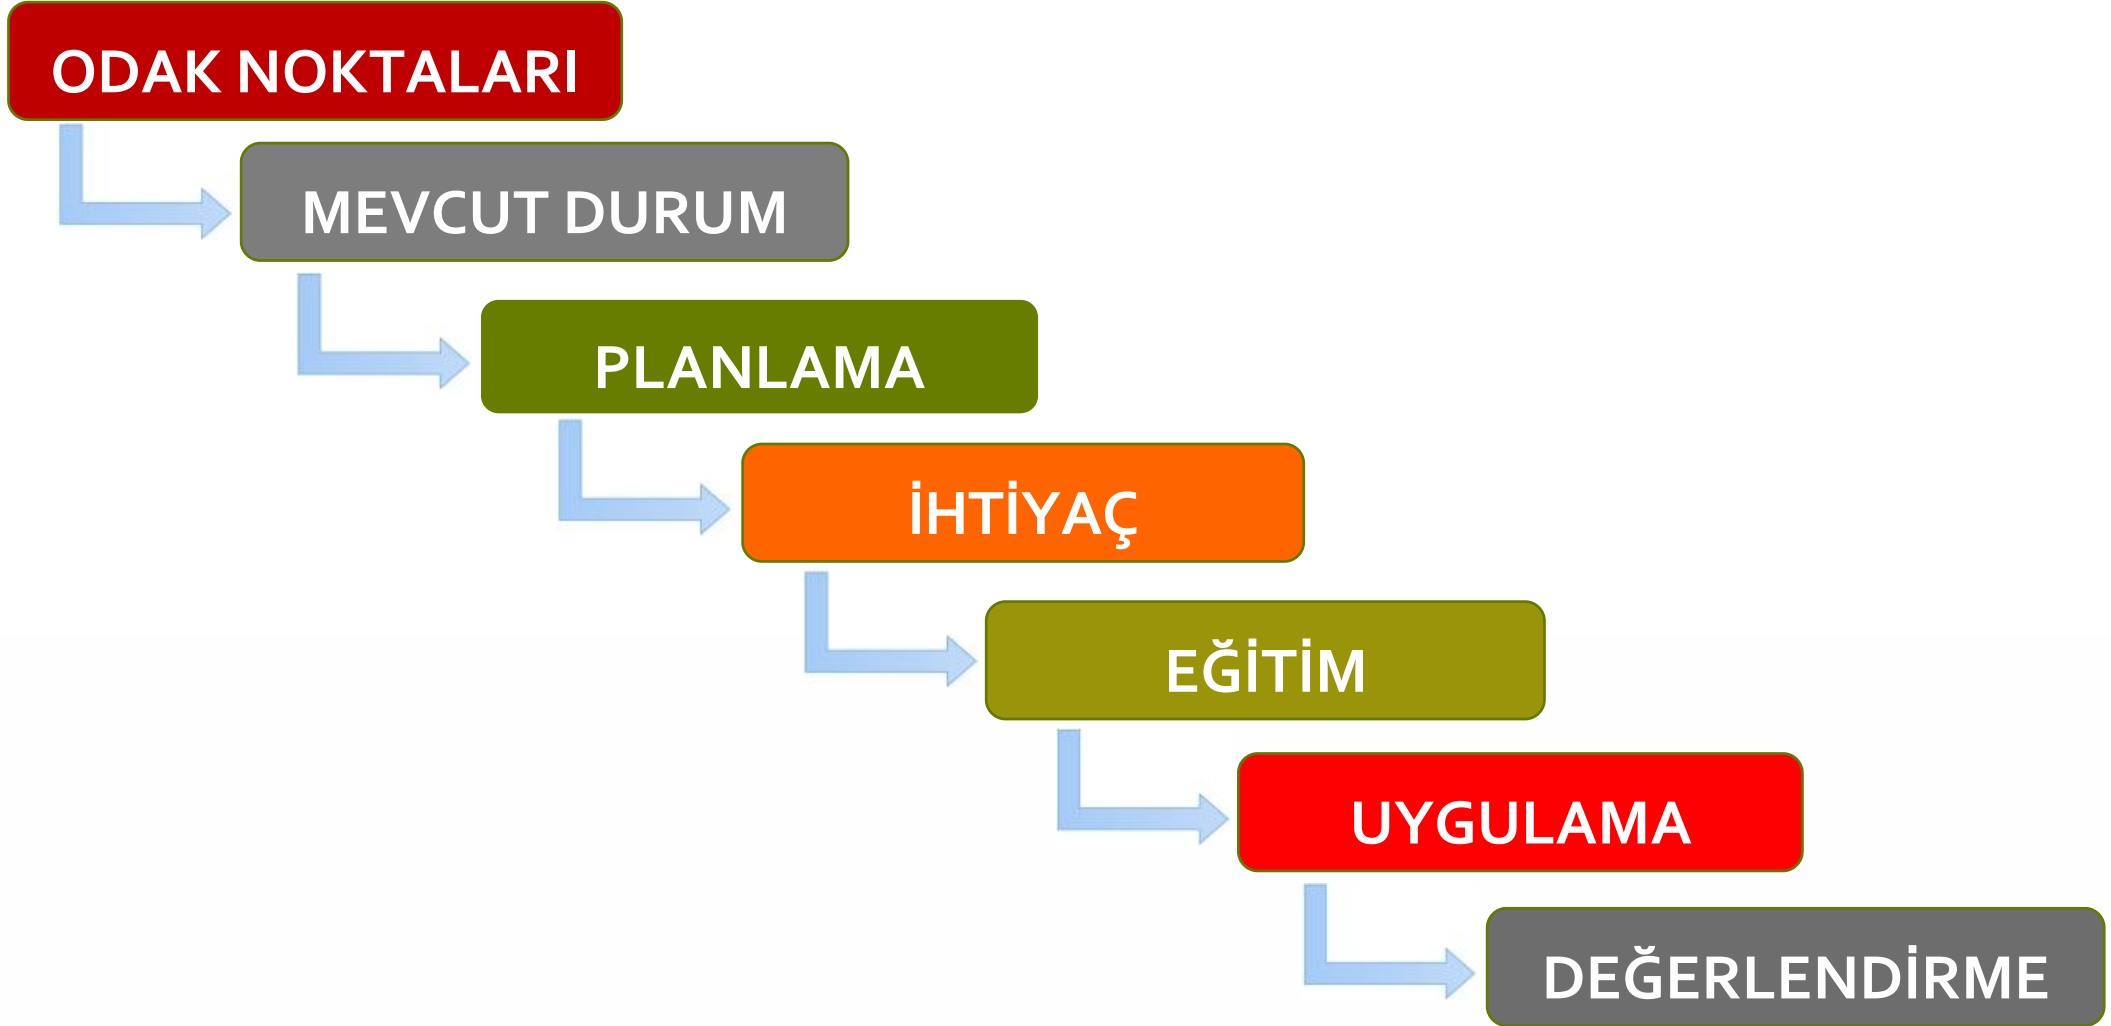 ODAK NOKTALARI
MEVCUT DURUM
PLANLAMA
İHTİYAÇ
EĞİTİM
UYGULAMA
DEĞERLENDİRME